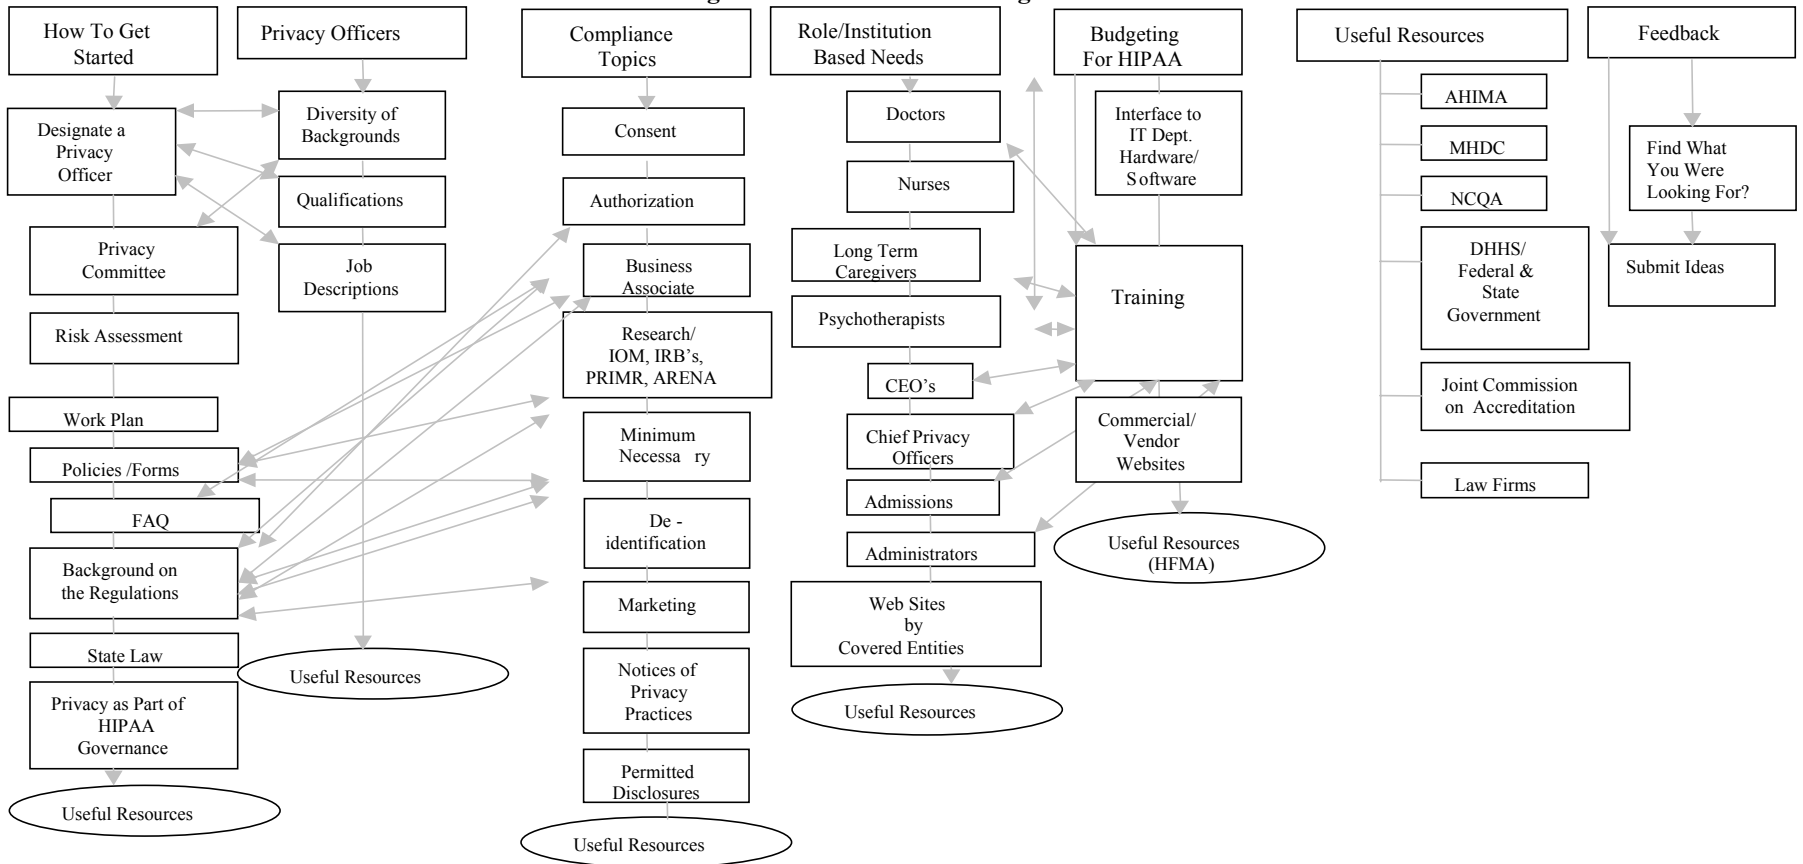 How To Get
Started
Designate a
Privacy
Officer
Privacy
Committee
Risk Assessment
Work Plan
Policies /Forms
FAQ
Background on
the Regulations
State Law
Privacy as Part of
HIPAA
Governance
Useful Resources
Privacy Officers
Diversity of
Backgrounds
Qualifications
Job
Descriptions
Useful Resources
Compliance
Topics
Consent
Authorization
Business
Associate
Research/
IOM, IRB's,
PRIMR, ARENA
Minimum
Necessa ry
De -
identification
Marketing
Notices of
Privacy
Practices
Permitted
Disclosures
Useful Resources
Role/Institution
Based Needs
Doctors
Nurses
Long Term
Caregivers
Psychotherapists
CEO's
Chief Privacy
Officers
Admissions
Administrators
Web Sites
by
Covered Entities
Useful Resources
Budgeting
For HIPAA
Interface to
IT Dept.
Hardware/
Software
Training
Commercial/
Vendor
Websites
Useful Resources
(HFMA)
Useful Resources
AHIMA
MHDC
NCQA
DHHS/
Federal &
State
Government
Joint Commission
on Accreditation
Law Firms
Feedback
Find What
You Were
Looking For?
Submit Ideas